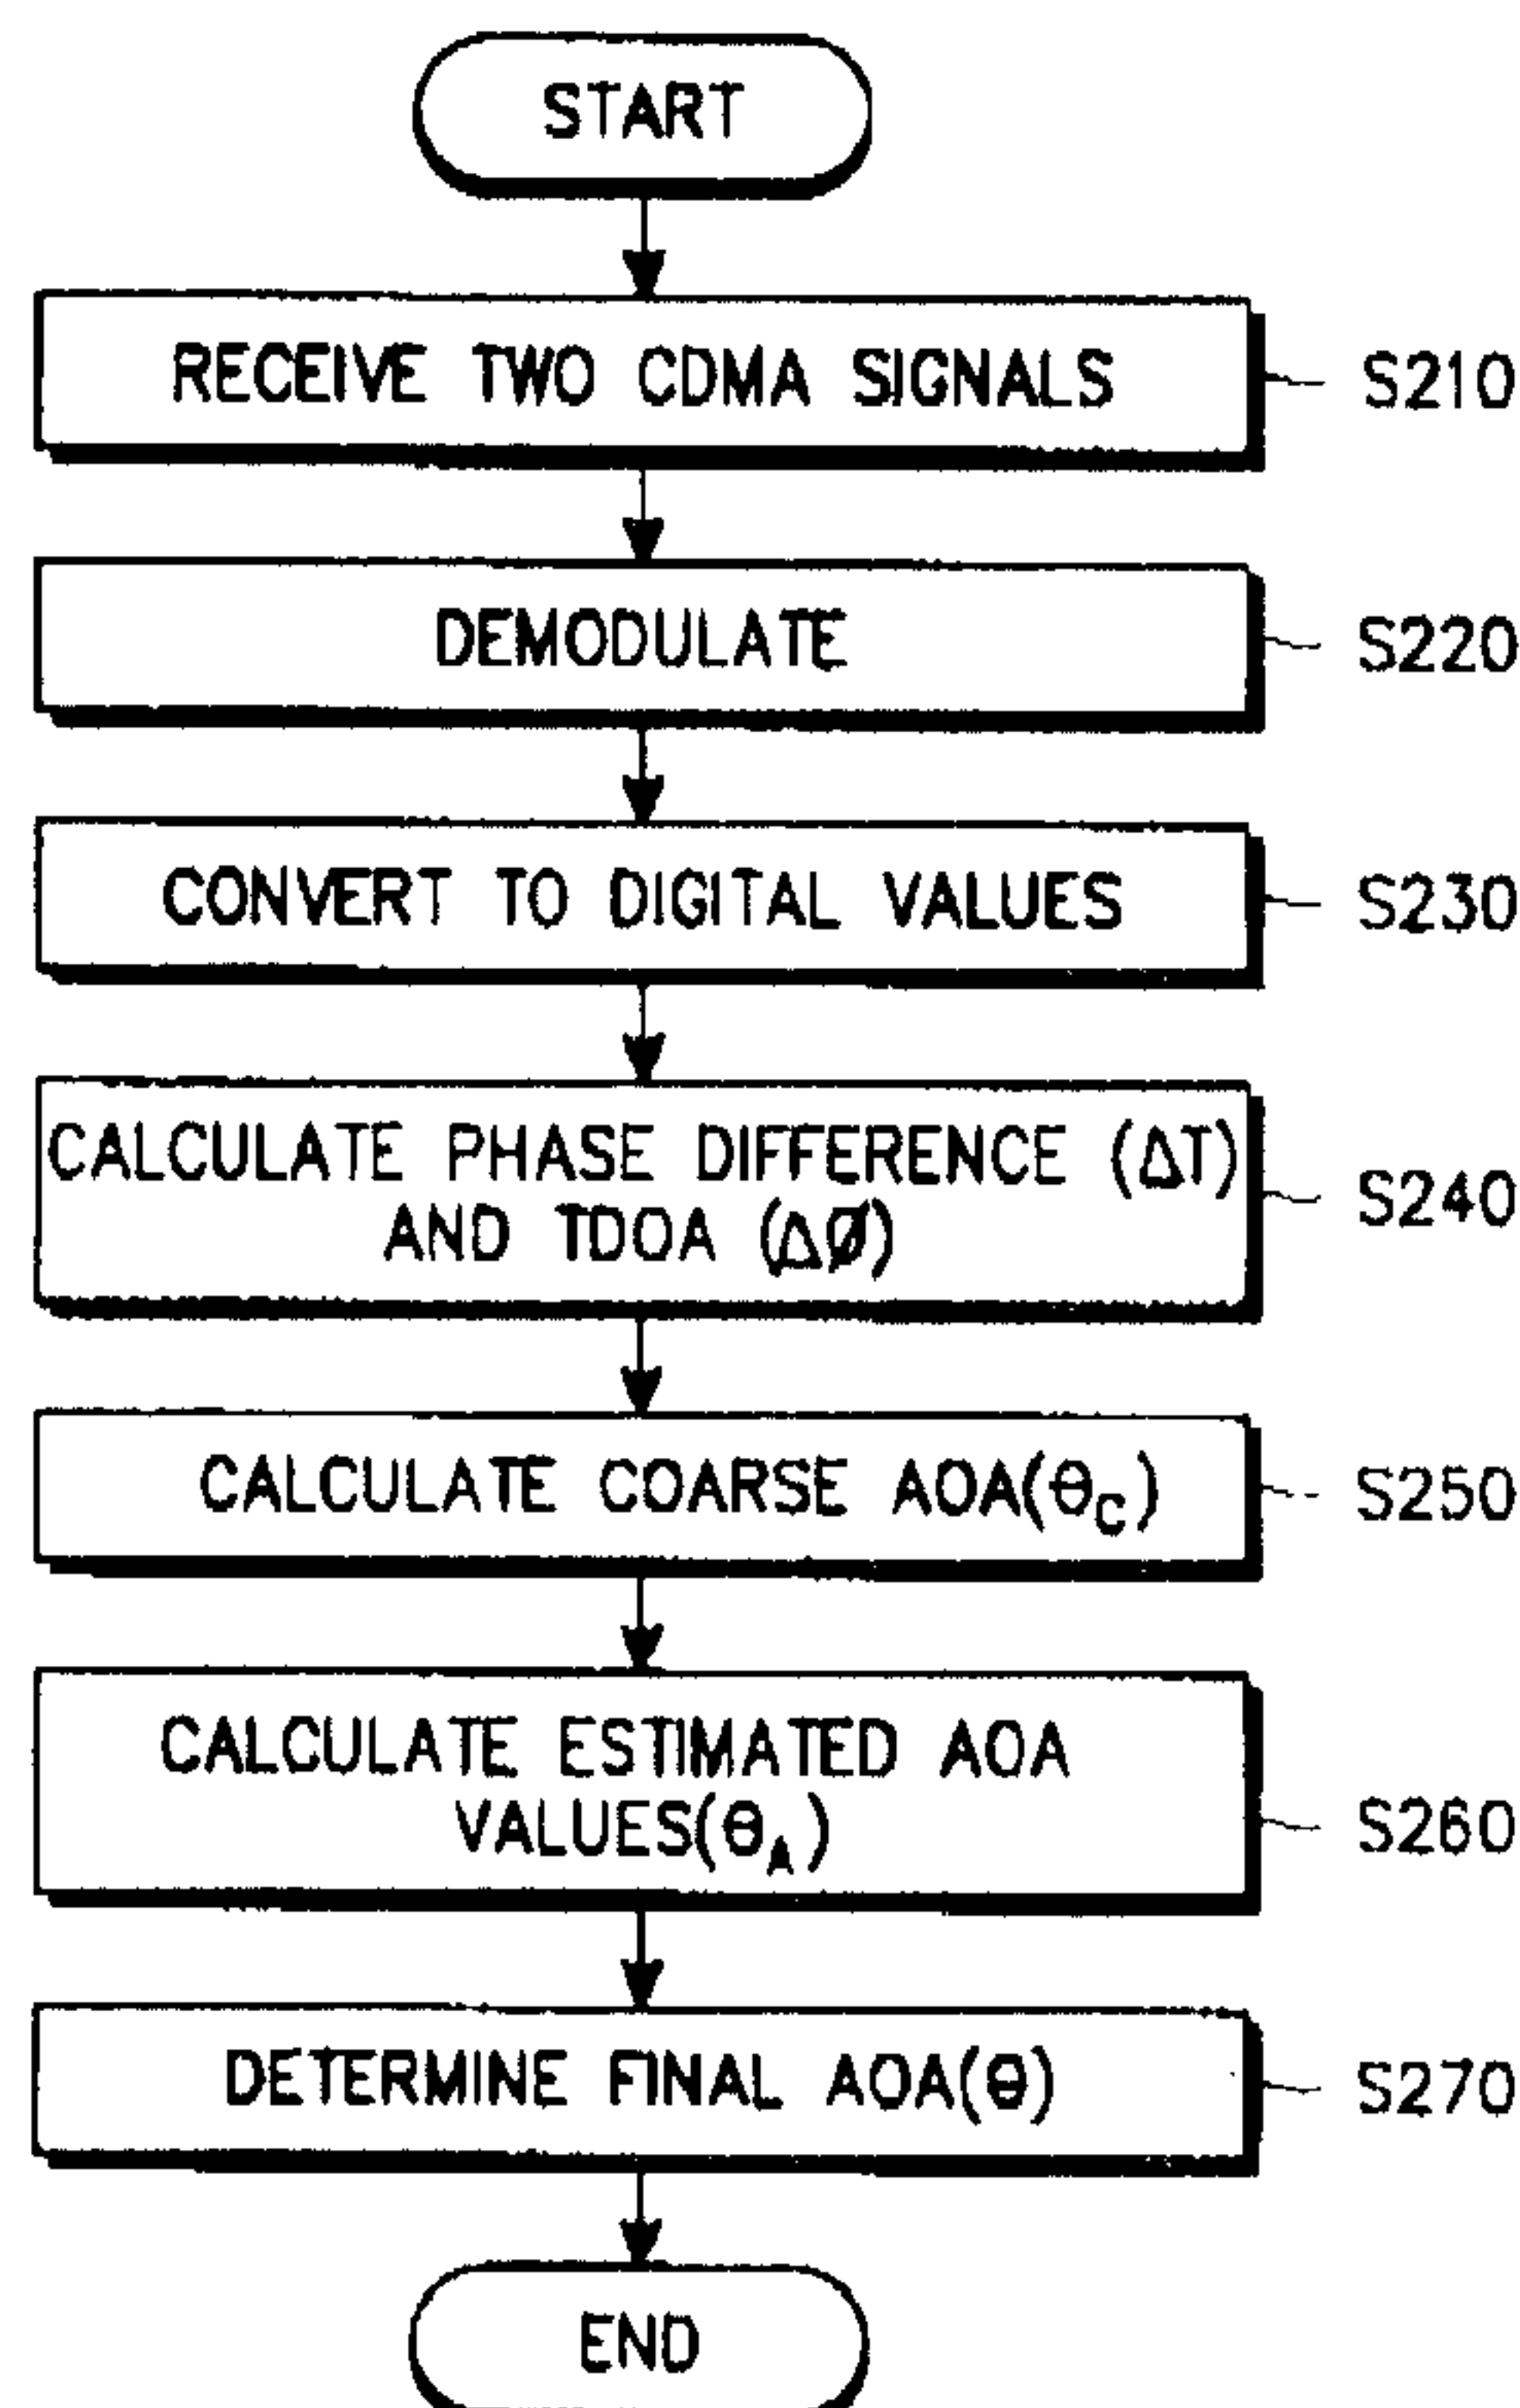 START
RECEIVE TWO CDMA SIGNALS
S210
DEMODULATE
S220
CONVERT TO DIGITAL VALUES
S230
CALCULATE PHASE DIFFERENCE (ΔT)
AND TDOA (ΔØ)
S240
CALCULATE COARSE AOA(θC)
S250
CALCULATE ESTIMATED AOA
VALUES(θA)
S260
DETERMINE FINAL AOA(θ)
S270
END